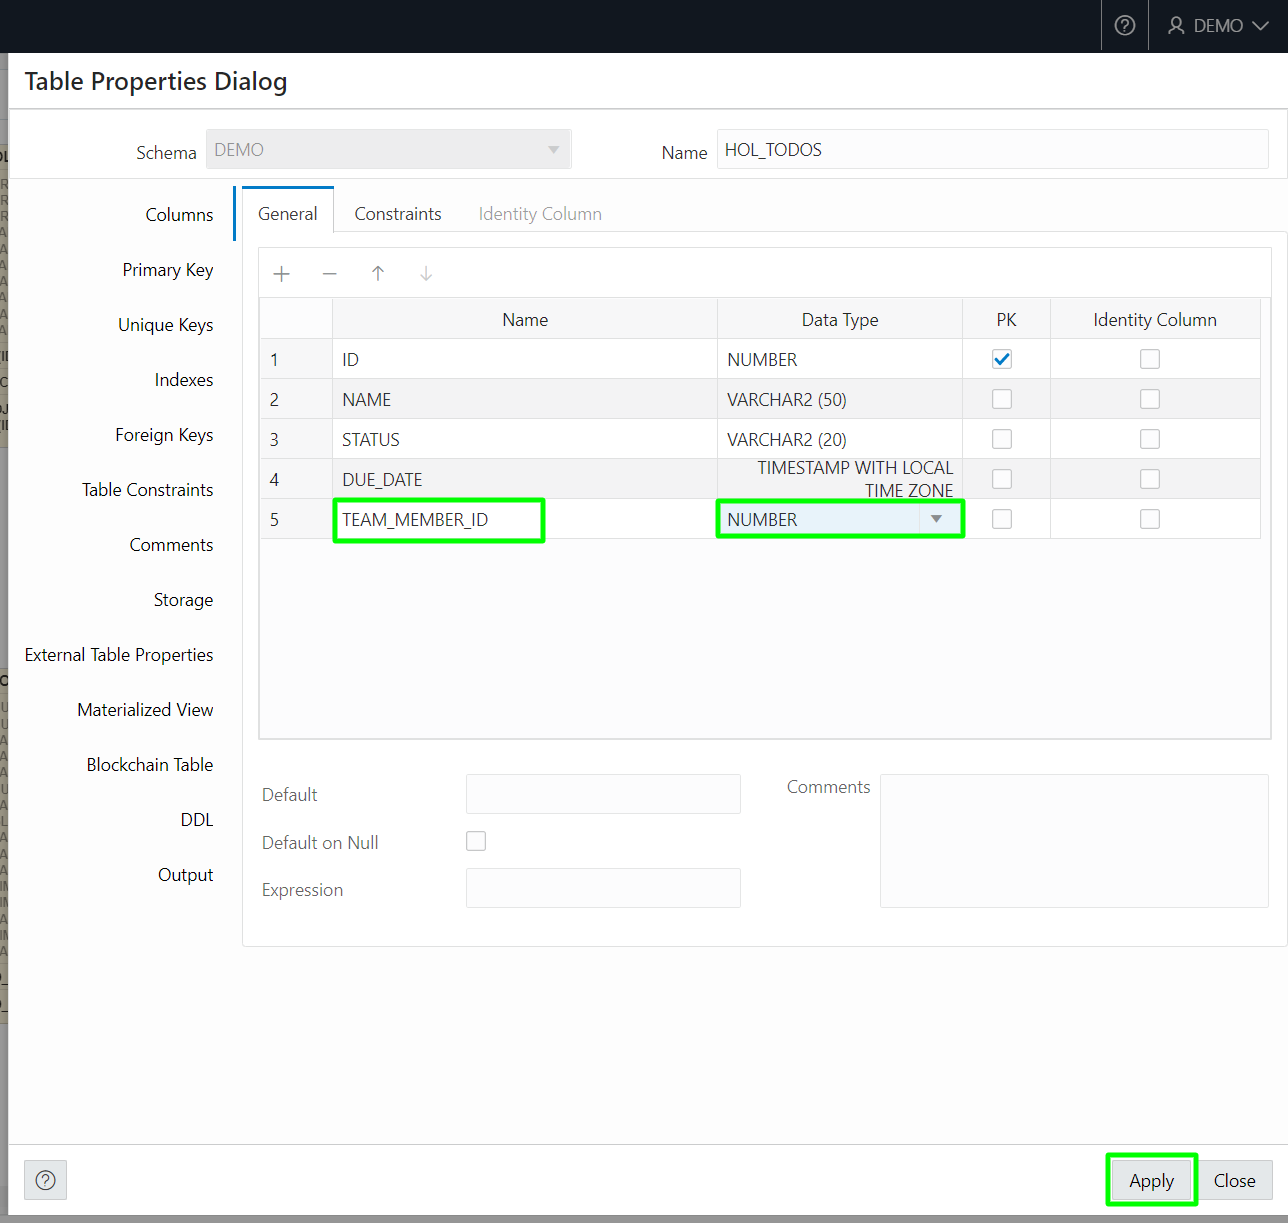 DEMO
Table Properties Dialog
Schema DEMO Name HOL_TODOS
Columns
Primary Key
Unique Keys
Indexes
Foreign Keys
Table Constraints
Comments
Storage
External Table Properties
Materialized View
Blockchain Table
DDL
Output
General Constraints Identity Column
Name Data Type PK Identity Column
1 ID NUMBER
2 NAME VARCHAR2 (50)
3 STATUS VARCHAR2 (20)
4 DUE_DATE TIMESTAMP WITH LOCAL
TIME ZONE
5 TEAM_MEMBER_ID NUMBER
Default
Default on Null
Expression
Comments
Apply Close